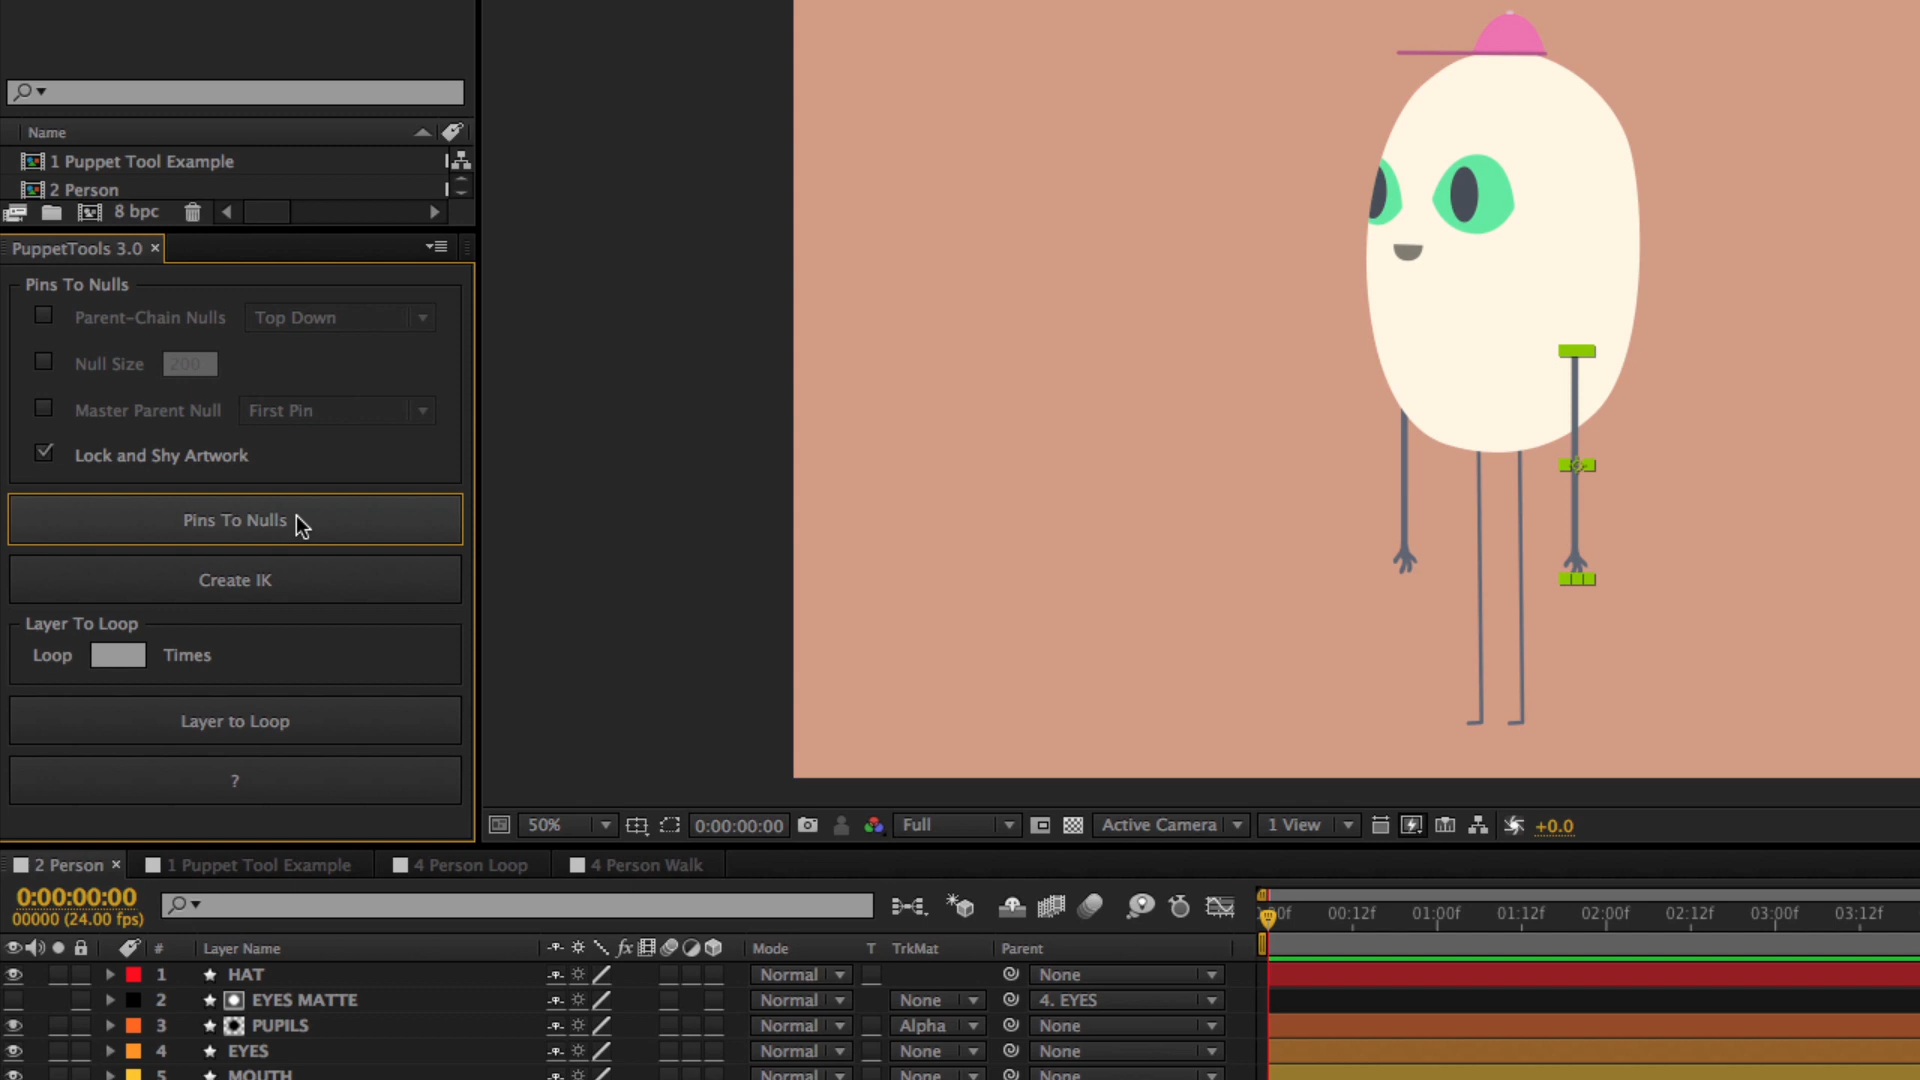 Name
1 Puppet Tool Example
2 Person
8 bpc
PuppetTools 3.0 ×
Pins To Nulls
Parent-Chain Nulls Top Down
Null Size 200
Master Parent Null First Pin
Lock and Shy Artwork
Pins To Nulls
Create IK
Layer To Loop
Loop Times
Layer to Loop
?
50% 0:00:00:00 Full Active Camera 1 View +0.0
2 Person × 1 Puppet Tool Example 4 Person Loop 4 Person Walk
0:00:00:00
00000 (24.00 fps)
00f 00:12f 01:00f 01:12f 02:00f 02:12f 03:00f 03:12f
# Layer Name fx Mode T TrkMat Parent
1 HAT Normal None
2 EYES MATTE Normal None 4. EYES
3 PUPILS Normal Alpha None
4 EYES Normal None None
5 MOUTH Normal None None